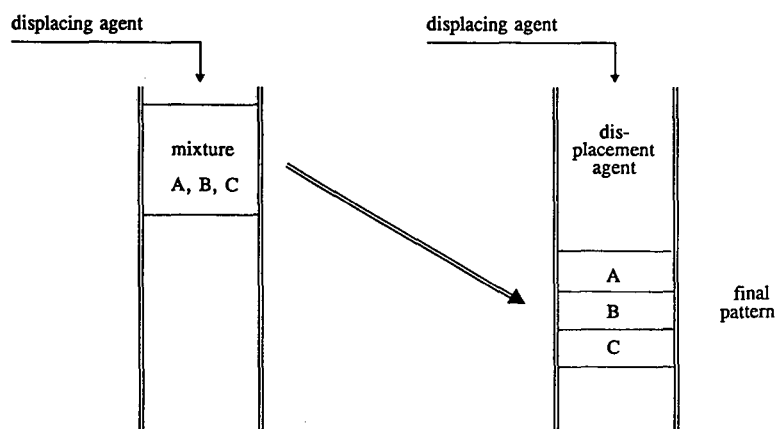 displacing agent
displacing agent
mixture
A, B, C
dis-
placement
agent
A
B
C
final
pattern